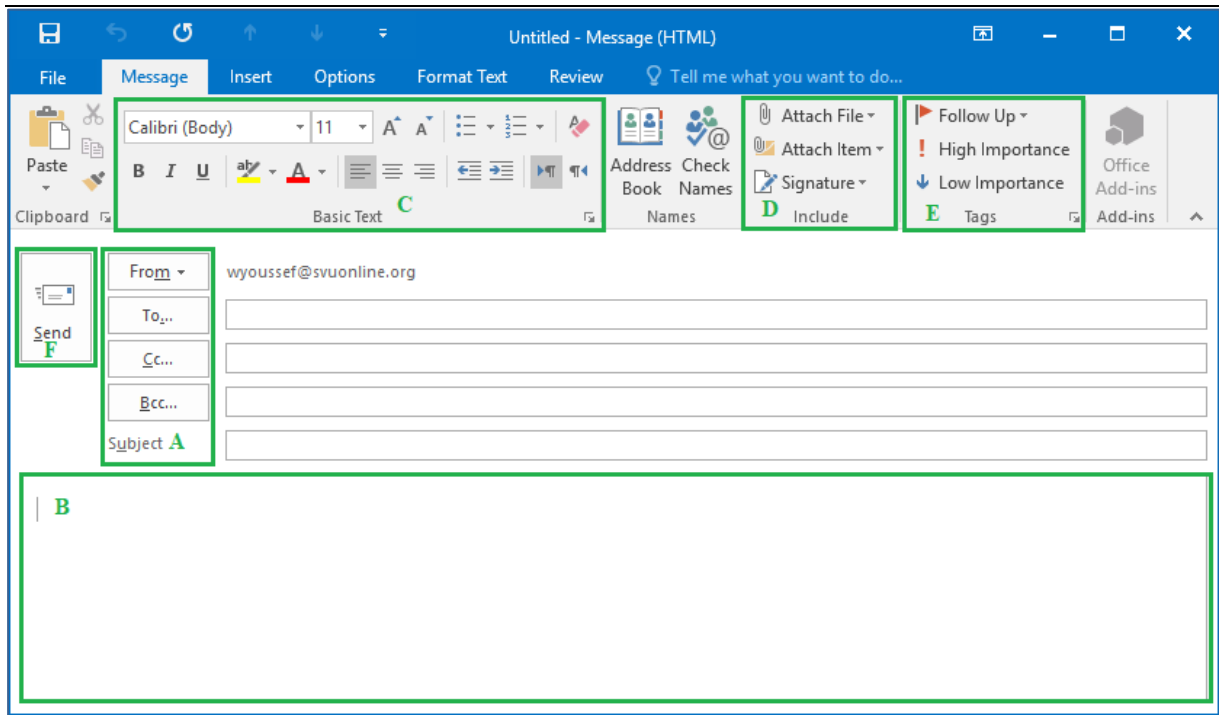 Untitled - Message (HTML)
File Message Insert Options Format Text Review Tell me what you want to do...
Calibri (Body) 11 A A Attach File Follow Up
Attach Item ! High Importance
Paste B I U ab A Address Check Signature Low Importance Office
Book Names Add-ins
Clipboard Basic Text C Names D Include E Tags Add-ins
From wyoussef@svuonline.org
To...
Send
F
Cc...
Bcc...
Subject A
B